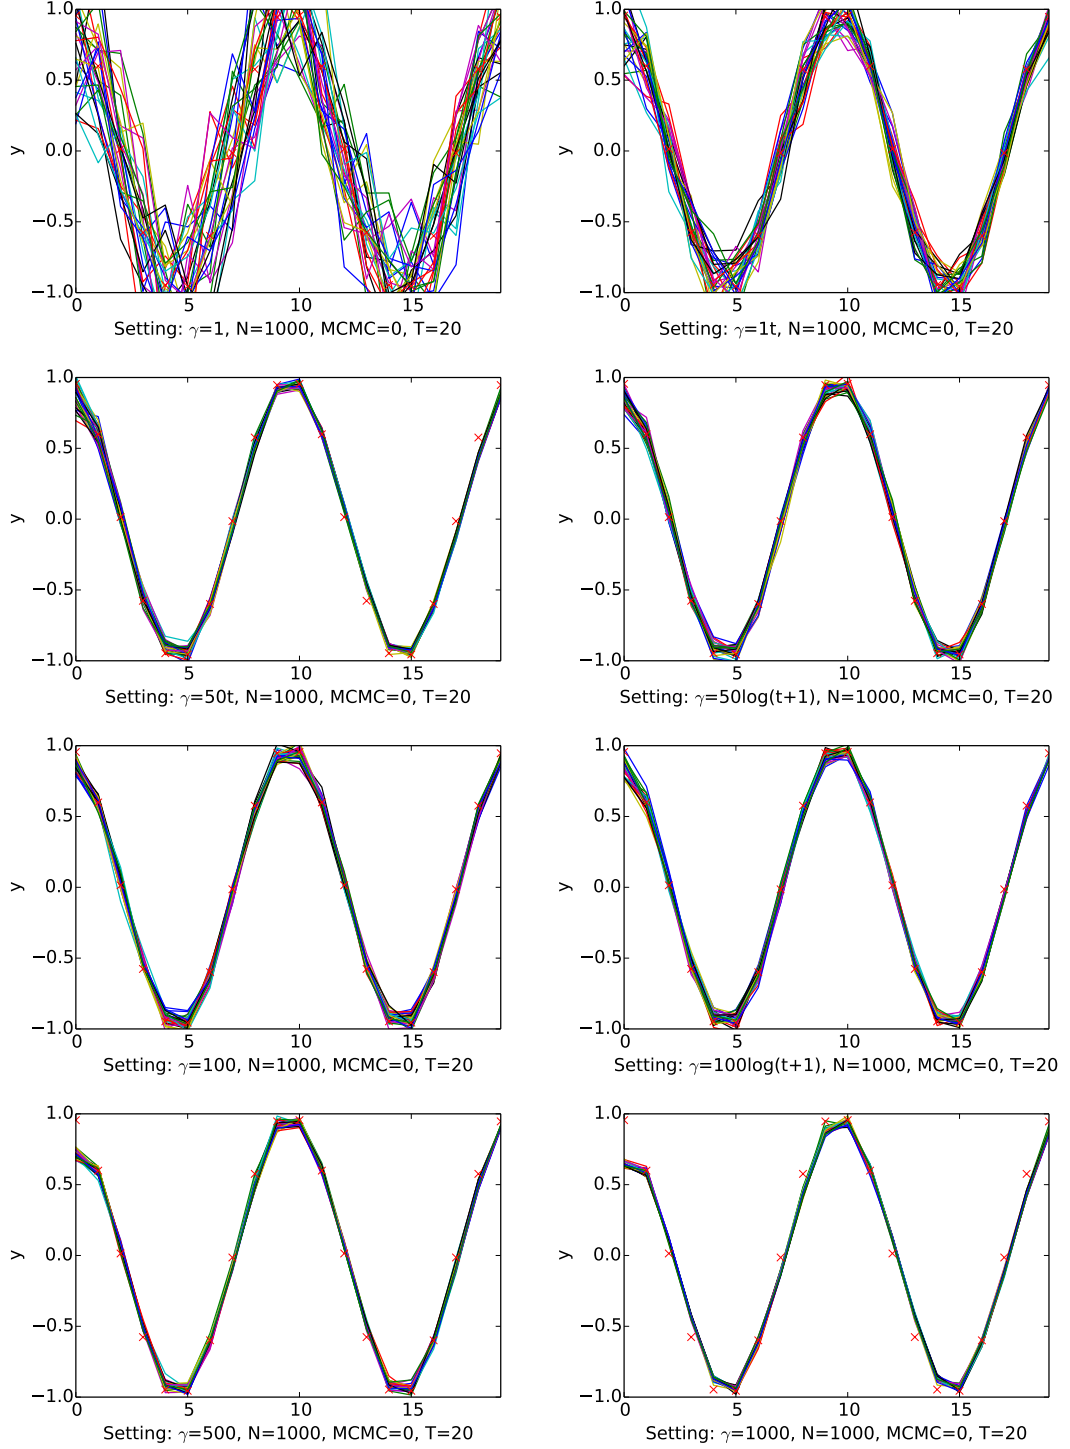 1.0 1.0
0.5 0.5
y 0.0 y 0.0
−0.5 −0.5
−1.0 −1.0
0 5 10 15 0 5 10 15
Setting: γ=1, N=1000, MCMC=0, T=20 Setting: γ=1t, N=1000, MCMC=0, T=20
1.0 1.0
0.5 0.5
y 0.0 y 0.0
−0.5 −0.5
−1.0 −1.0
0 5 10 15 0 5 10 15
Setting: γ=50t, N=1000, MCMC=0, T=20 Setting: γ=50log(t+1), N=1000, MCMC=0, T=20
1.0 1.0
0.5 0.5
y 0.0 y 0.0
−0.5 −0.5
−1.0 −1.0
0 5 10 15 0 5 10 15
Setting: γ=100, N=1000, MCMC=0, T=20 Setting: γ=100log(t+1), N=1000, MCMC=0, T=20
1.0 1.0
0.5 0.5
y 0.0 y 0.0
−0.5 −0.5
−1.0 −1.0
0 5 10 15 0 5 10 15
Setting: γ=500, N=1000, MCMC=0, T=20 Setting: γ=1000, N=1000, MCMC=0, T=20